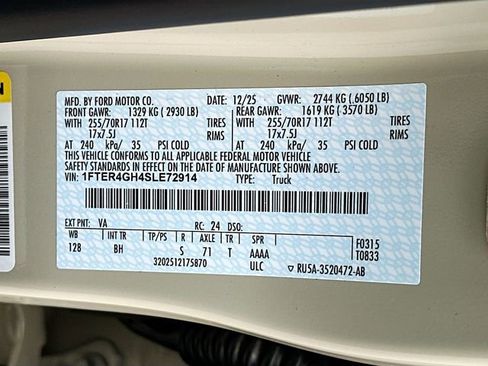 MFD. BY FORD MOTOR CO. DATE: 12/25 GVWR: 2744 KG (.6050 LB)
FRONT GAWR: 1329 KG ( 2930 LB) REAR GAWR: 1619 KG ( 3570 LB)
255/70R17 112T TIRES 255/70R17 112T TIRES
17x7.5J RIMS 17x7.5J RIMS
AT 240 kPa/ 35 PSI COLD AT 240 kPa/ 35 PSI COLD
THIS VEHICLE CONFORMS TO ALL APPLICABLE FEDERAL MOTOR VEHICLE
SAFETY STANDARDS IN EFFECT ON THE DATE OF MANUFACTURE SHOWN ABOVE.
VIN: 1FTER4GH4SLE72914 TYPE: Truck
EXT PNT: VA RC: 24 DSO:
WB BRK TP/PS R AXLE TR SPR F0315
128 BH S 71 T AAAA T0833
3202512175870 ULC RU5A-3520472-AB